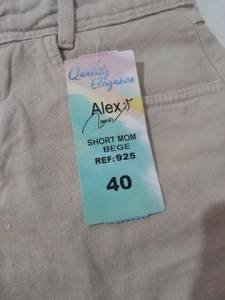 Quality
Elegance
Alex:)
SHORT MOM
BEGE
REF:925
40